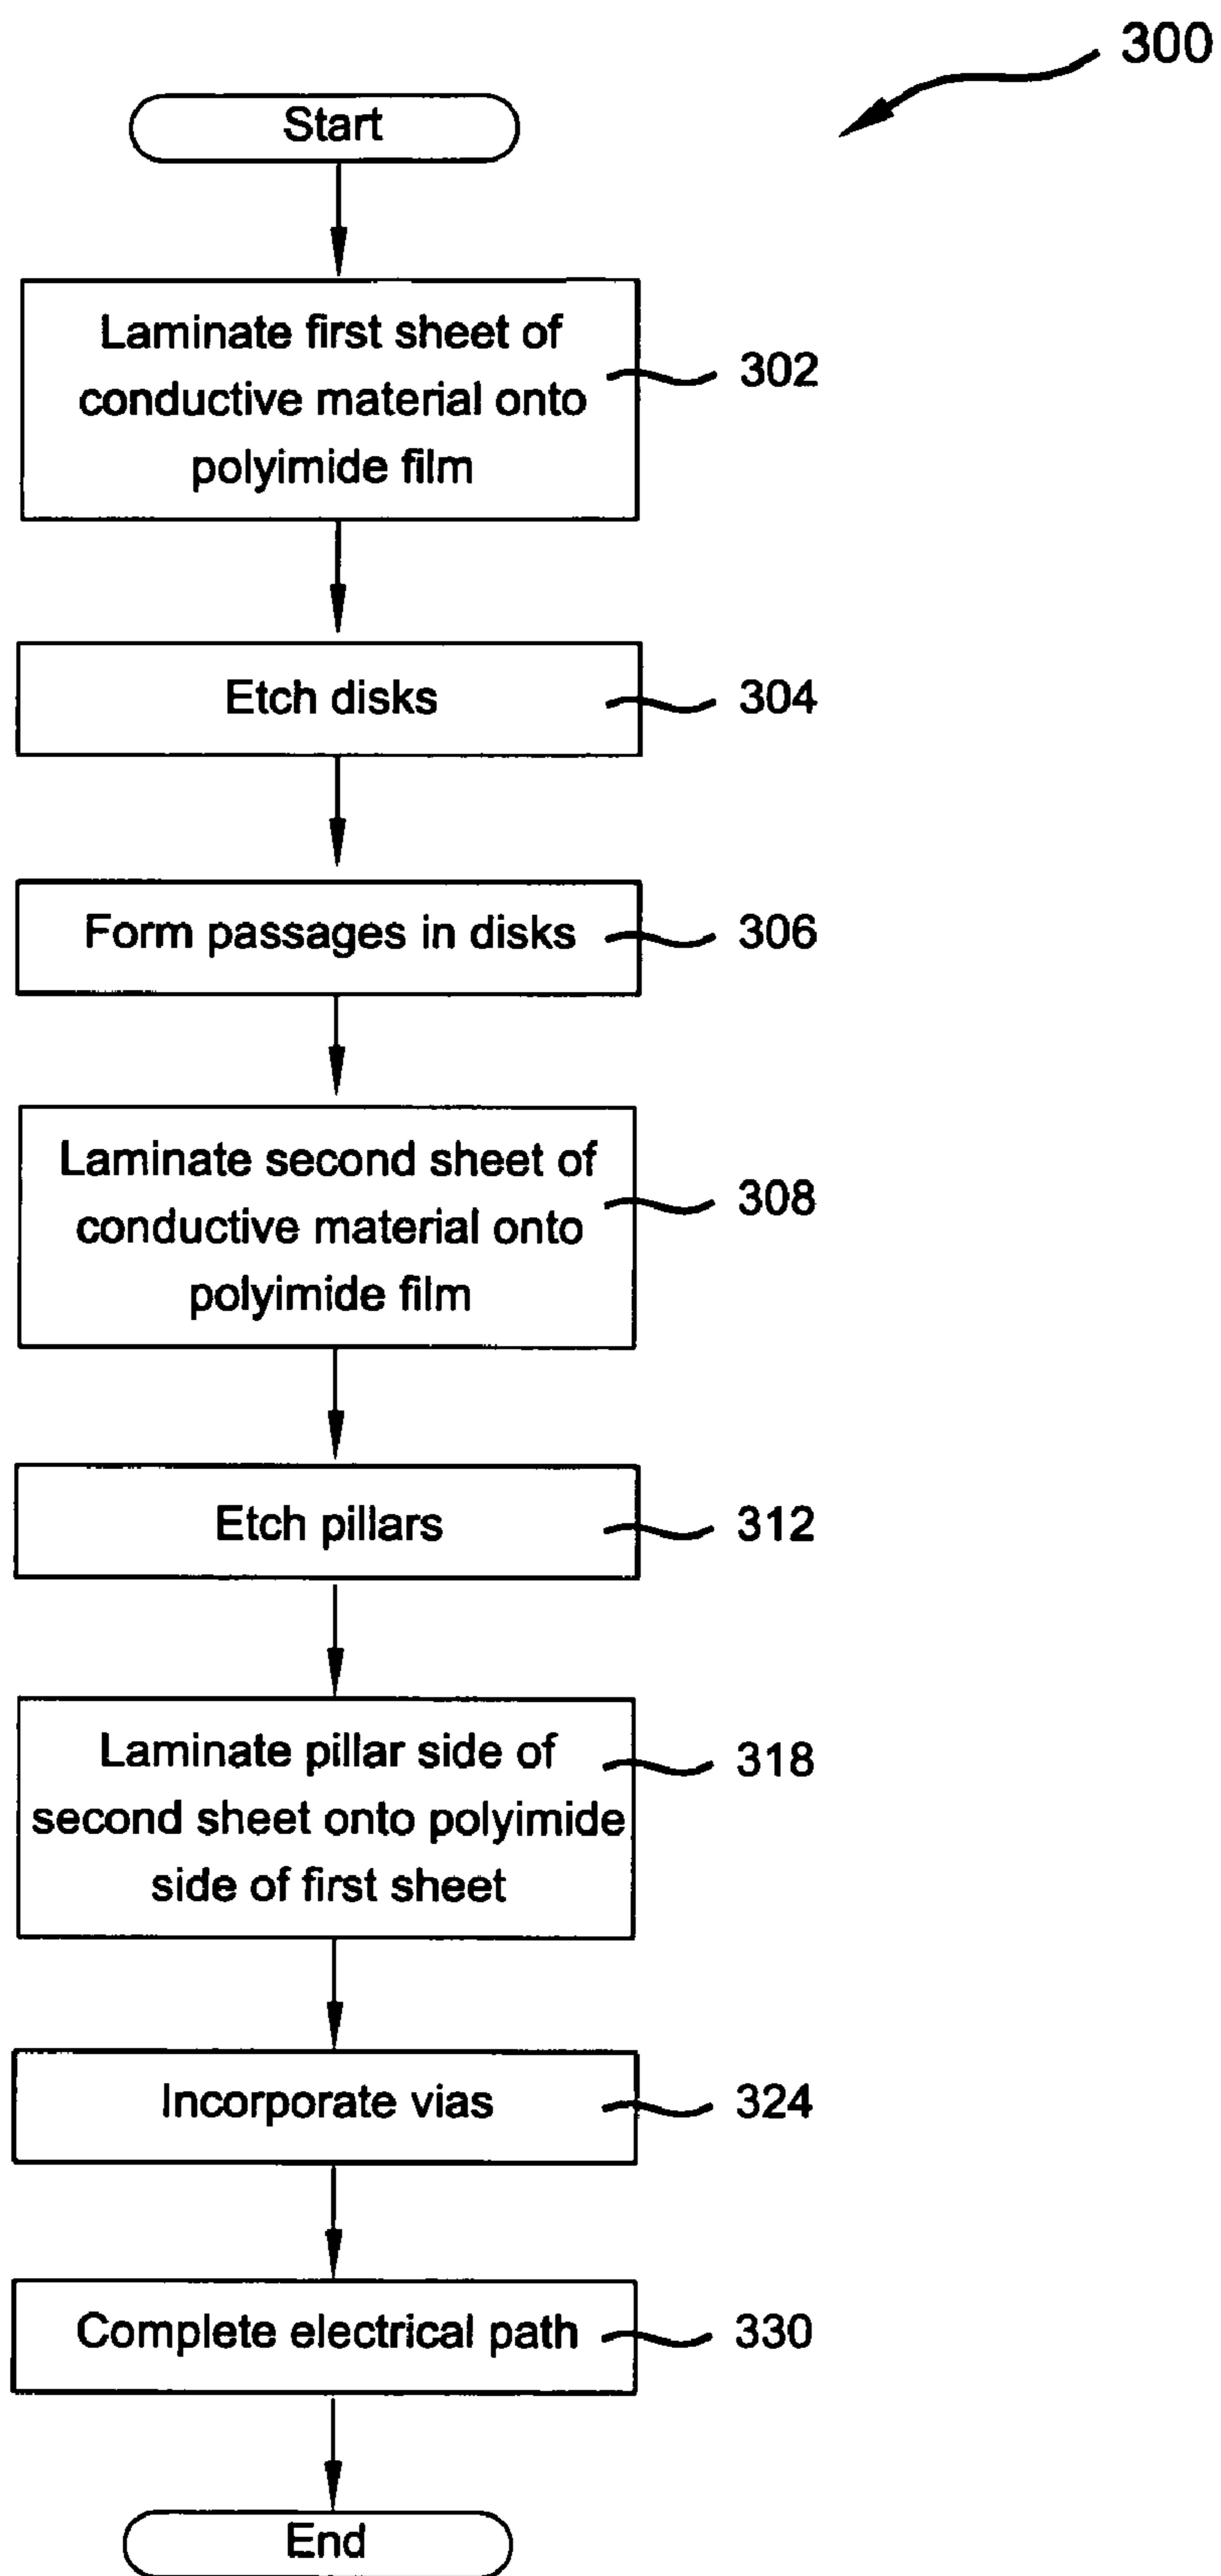 300
Start
Laminate first sheet of
conductive material onto
polyimide film
302
Etch disks
304
Form passages in disks
306
Laminate second sheet of
conductive material onto
polyimide film
308
Etch pillars
312
Laminate pillar side of
second sheet onto polyimide
side of first sheet
318
Incorporate vias
324
Complete electrical path
330
End